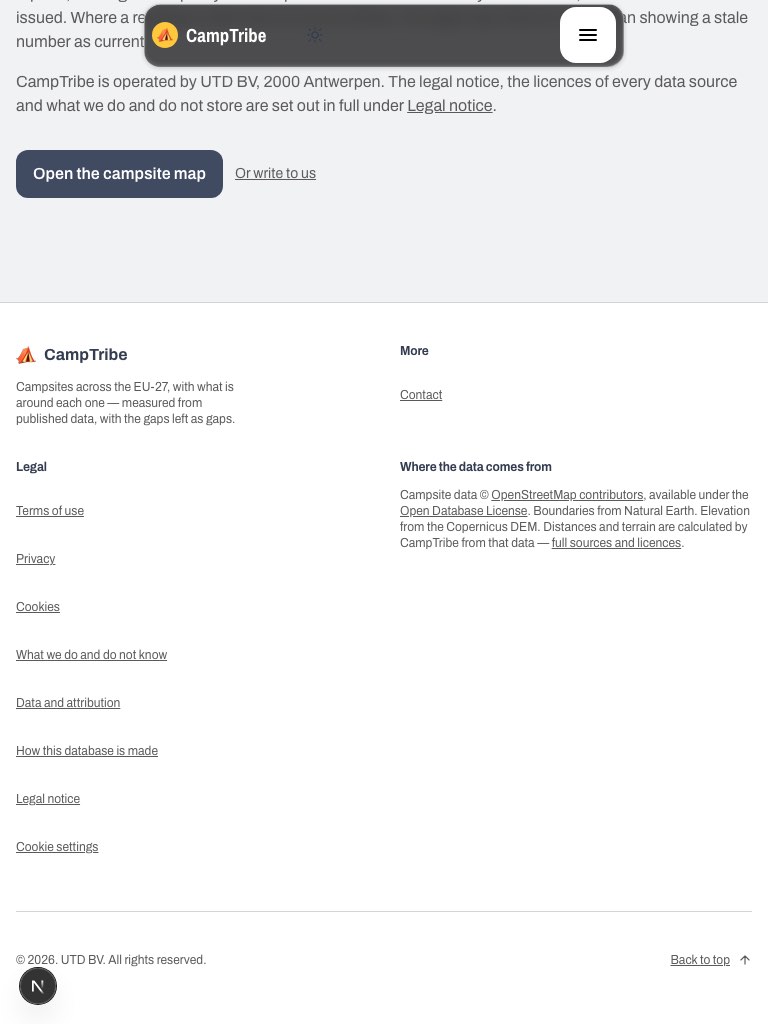 issued. Where a
an showing a stale
number as current
CampTribe
CampTribe is operated by UTD BV, 2000 Antwerpen. The legal notice, the licences of every data source
and what we do and do not store are set out in full under Legal notice.
Open the campsite map
Or write to us
CampTribe
Campsites across the EU-27, with what is
around each one — measured from
published data, with the gaps left as gaps.
More
Contact
Legal
Terms of use
Privacy
Cookies
What we do and do not know
Data and attribution
How this database is made
Legal notice
Cookie settings
Where the data comes from
Campsite data © OpenStreetMap contributors, available under the
Open Database License. Boundaries from Natural Earth. Elevation
from the Copernicus DEM. Distances and terrain are calculated by
CampTribe from that data — full sources and licences.
© 2026. UTD BV. All rights reserved.
Back to top
N